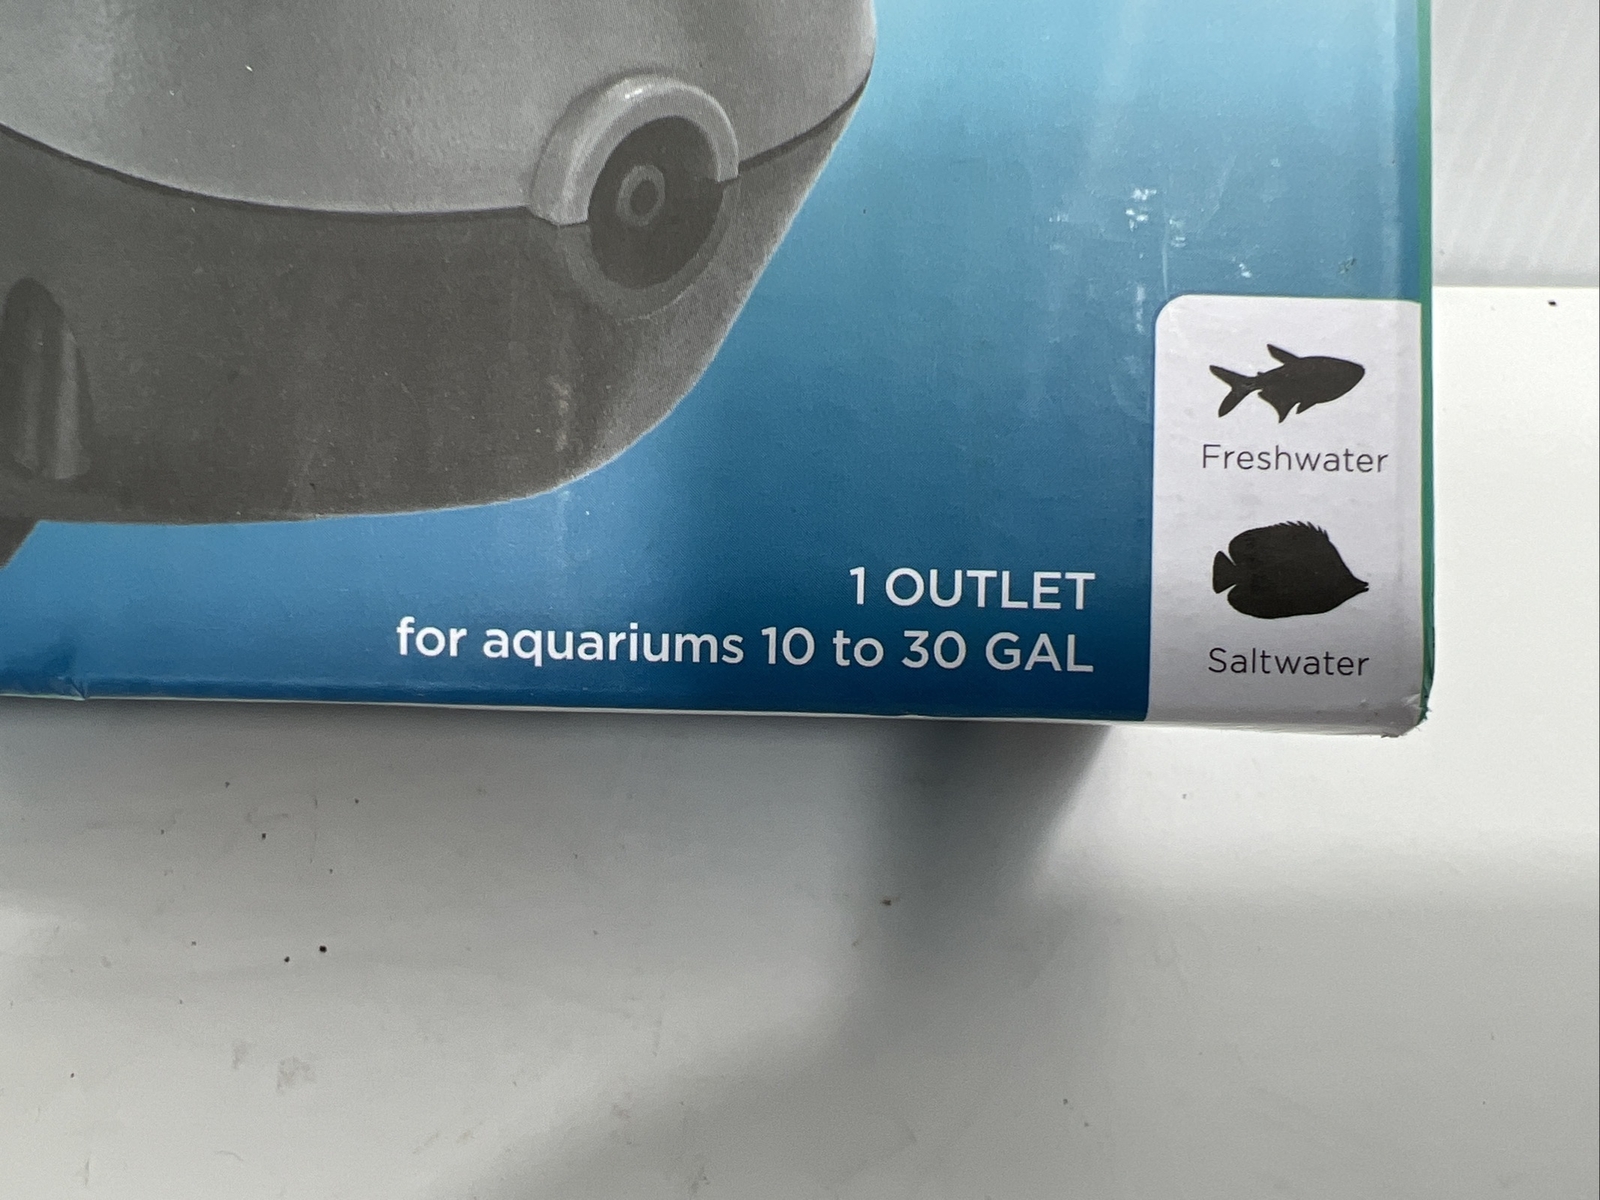 1 OUTLET
for aquariums 10 to 30 GAL
Freshwater
Saltwater